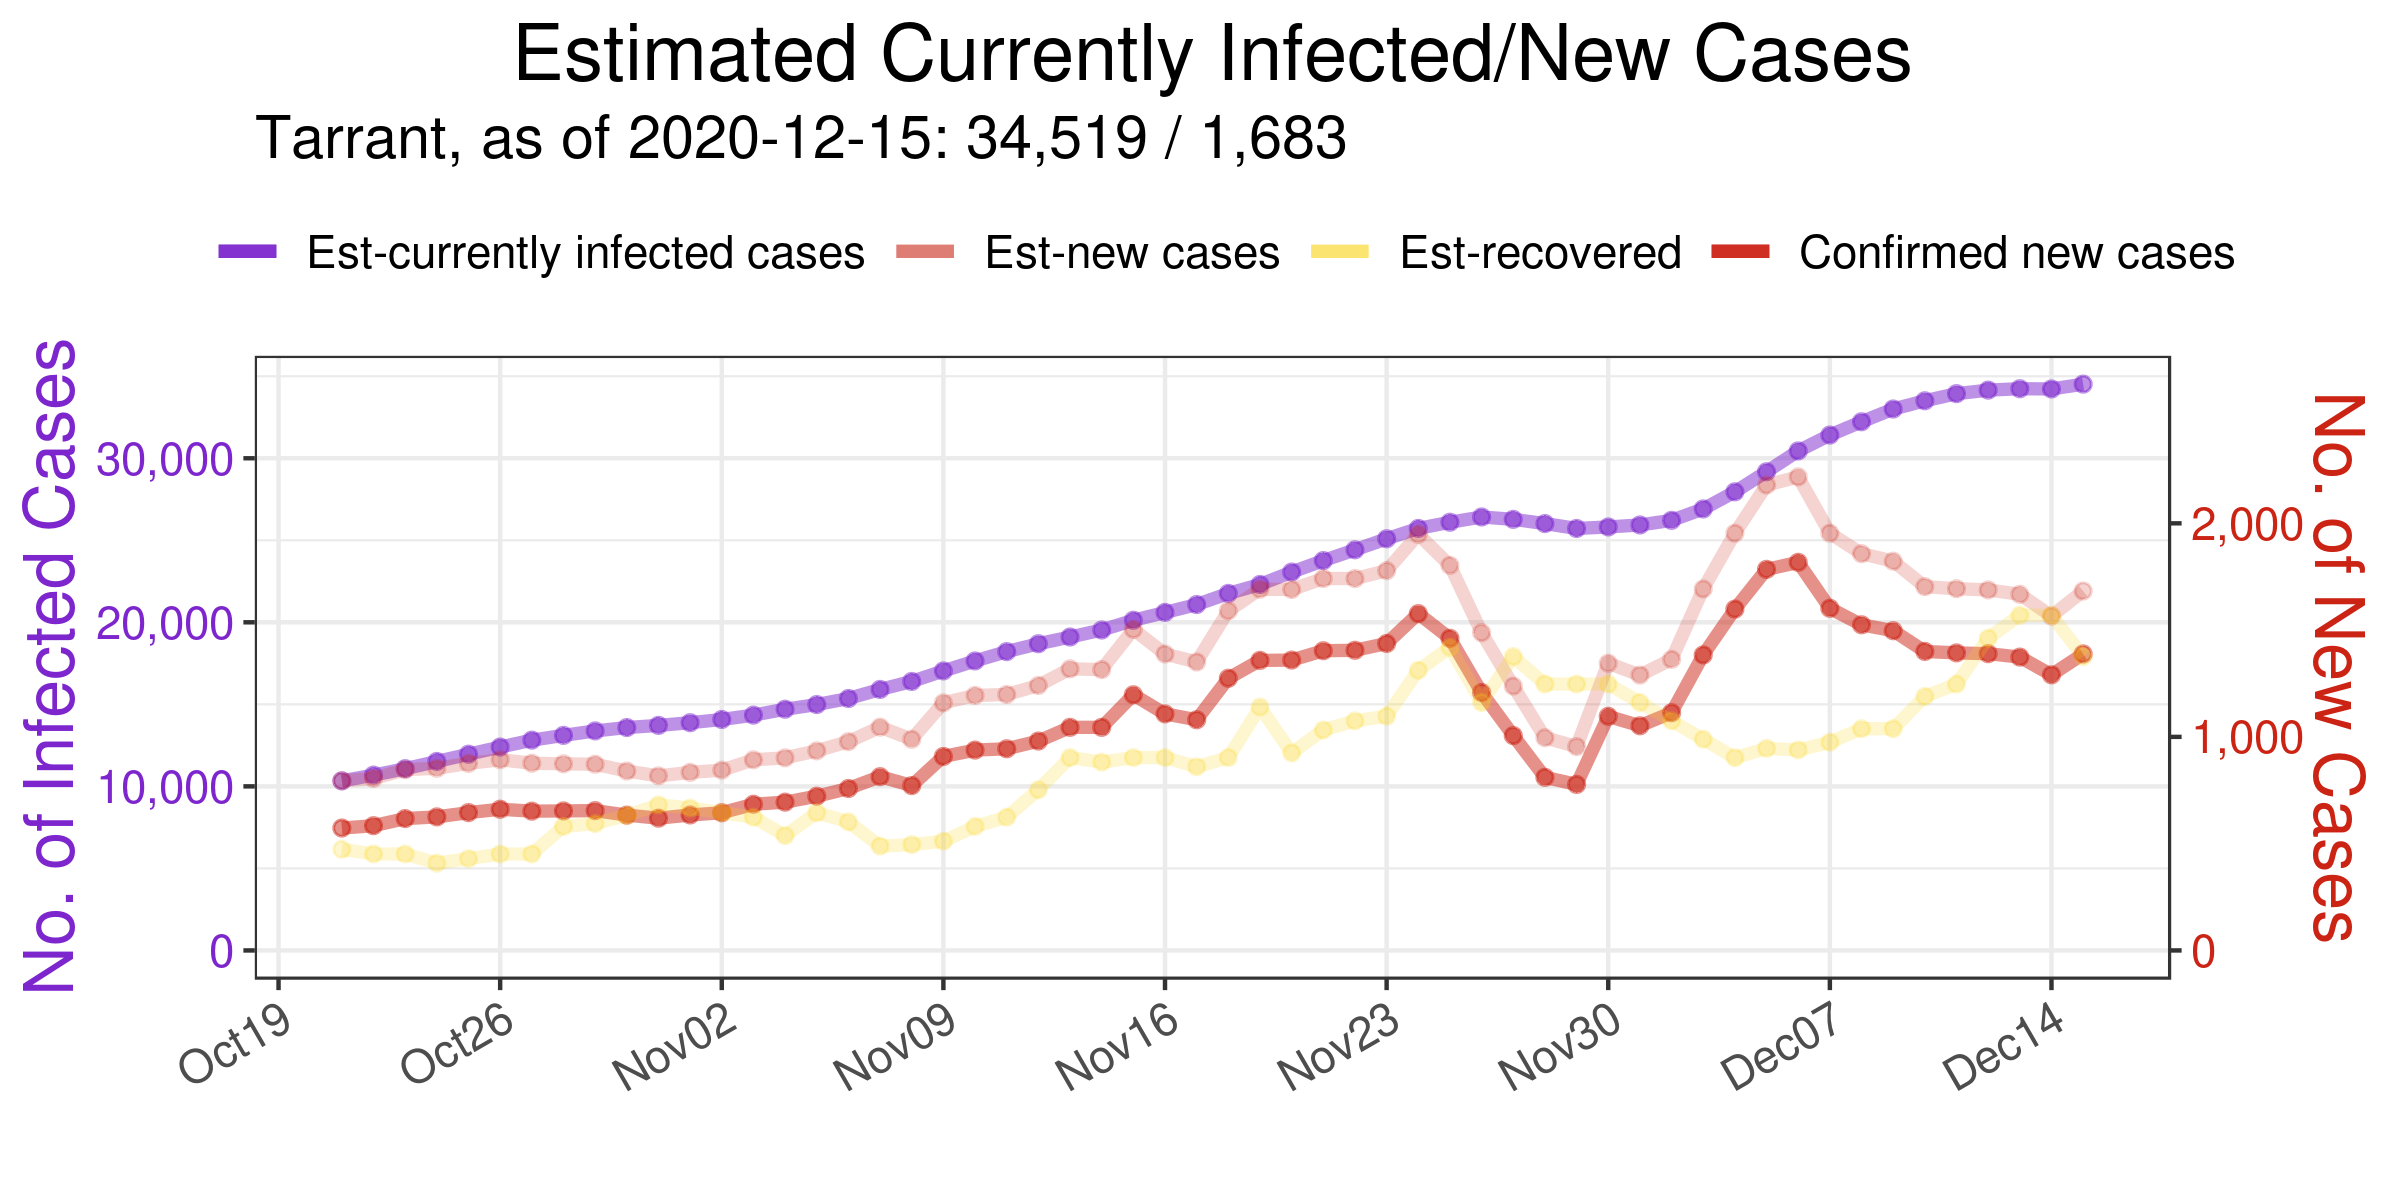 Estimated Currently Infected/New Cases
Tarrant, as of 2020-12-15: 34,519 / 1,683
Est-currently infected cases Est-new cases Est-recovered Confirmed new cases
No. of Infected Cases
30,000
20,000
10,000
0
2,000
1,000
0
No. of New Cases
Oct19 Oct26 Nov02 Nov09 Nov16 Nov23 Nov30 Dec07 Dec14